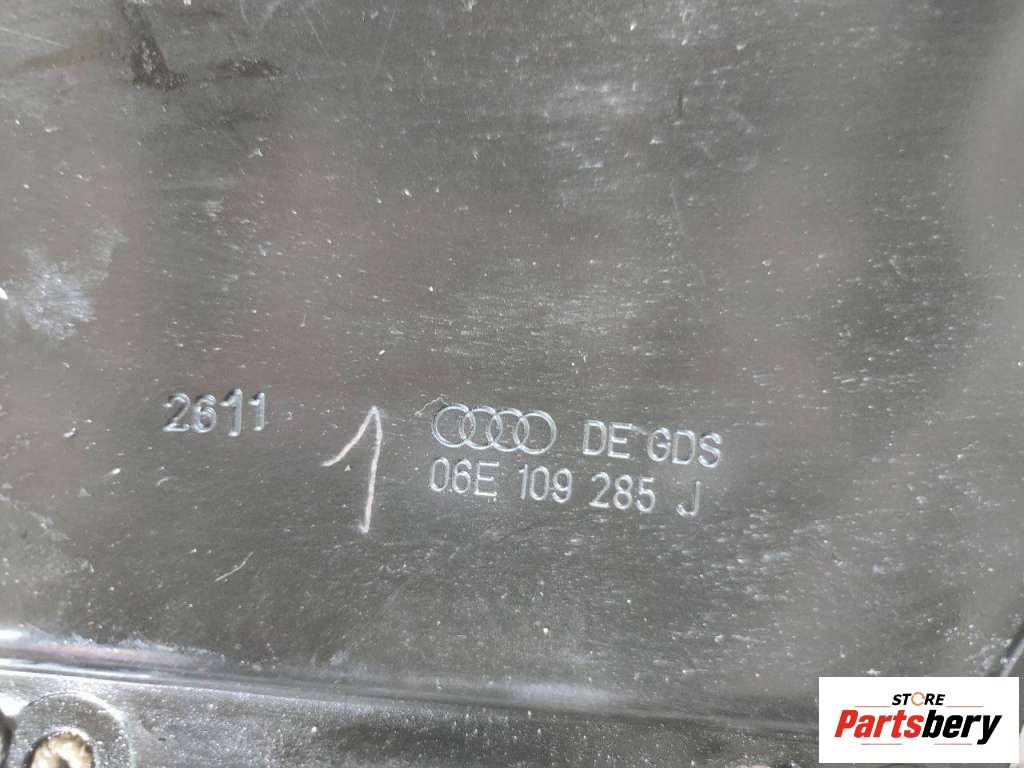 2611
1
DE GDS
06E 109 285 J
STORE
Partsbery